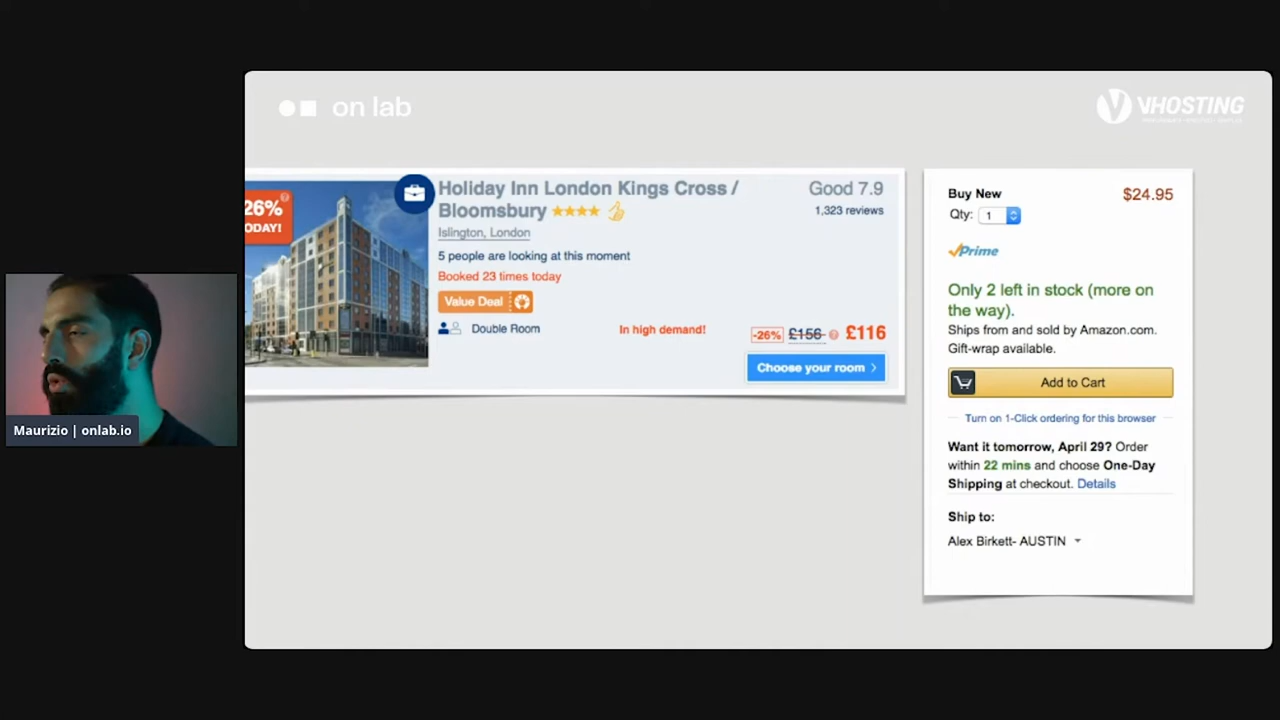 on lab
VHOSTING
26%
ODAY!
Holiday Inn London Kings Cross /
Bloomsbury
Good 7.9
1,323 reviews
Islington, London
5 people are looking at this moment
Booked 23 times today
Value Deal
Double Room
In high demand!
-26% £156 £116
Choose your room
Buy New $24.95
Qty: 1
Prime
Only 2 left in stock (more on
the way).
Ships from and sold by Amazon.com.
Gift-wrap available.
Add to Cart
Turn on 1-Click ordering for this browser
Want it tomorrow, April 29? Order
within 22 mins and choose One-Day
Shipping at checkout. Details
Ship to:
Alex Birkett- AUSTIN
Maurizio | onlab.io